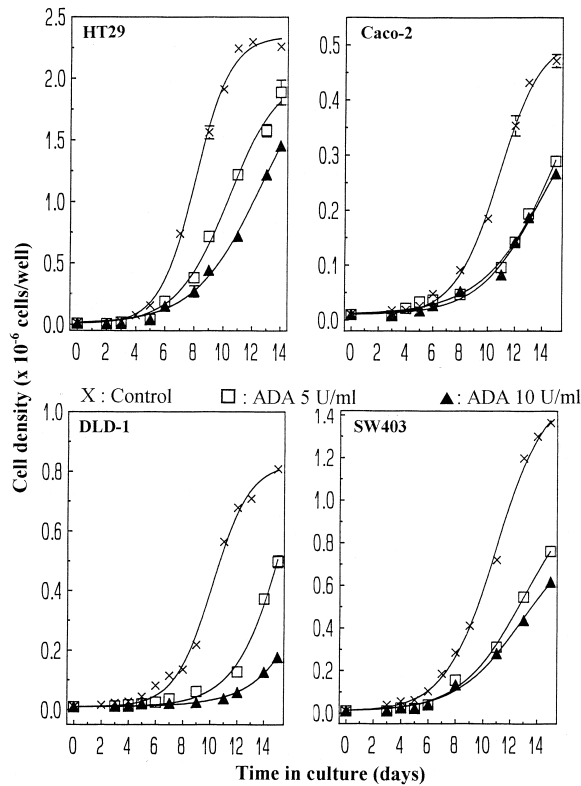 HT29
Caco-2
2.5
2.0
1.5
1.0
0.5
0.0
0.5
0.4
0.3
0.2
0.1
0.0
0 2 4 6 8 10 12 14
0 2 4 6 8 10 12 14
X : Control
□ : ADA 5 U/ml
▲ : ADA 10 U/ml
Cell density (x 10⁻⁶ cells/well)
DLD-1
SW403
1.0
0.8
0.6
0.4
0.2
0.0
1.4
1.2
1.0
0.8
0.6
0.4
0.2
0.0
0 2 4 6 8 10 12 14
0 2 4 6 8 10 12 14
Time in culture (days)